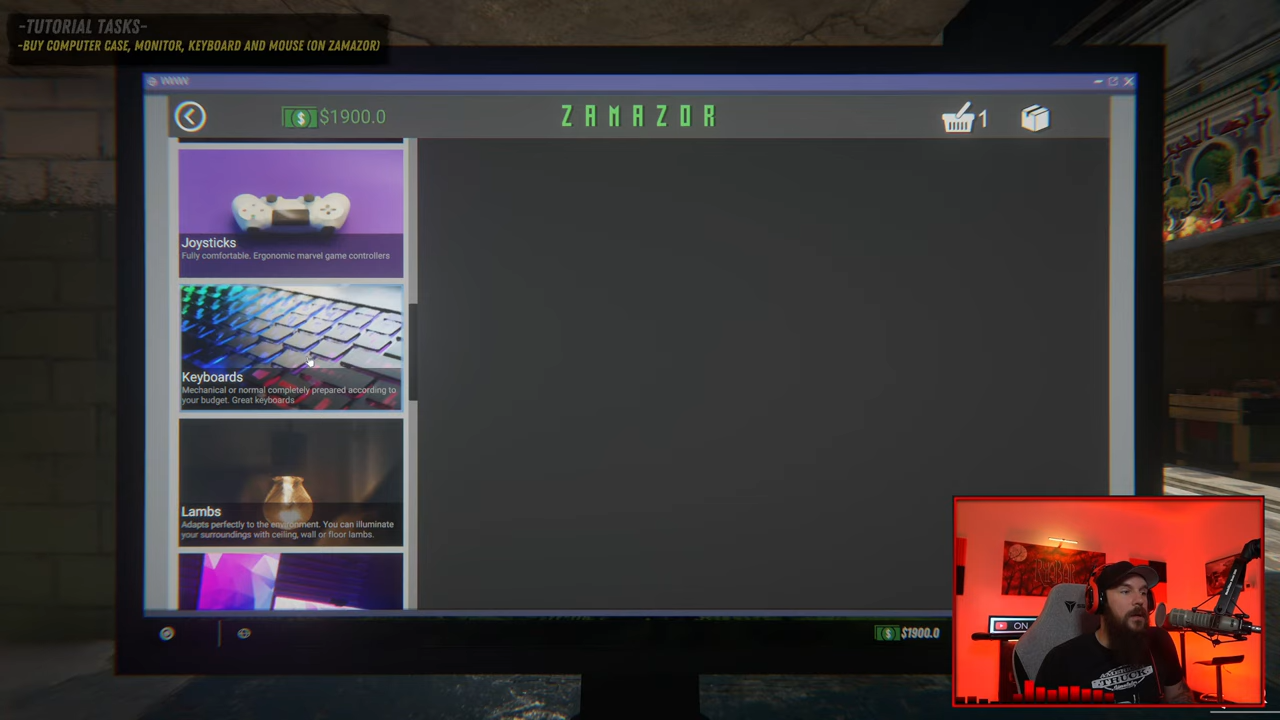 -TUTORIAL TASKS-
-BUY COMPUTER CASE, MONITOR, KEYBOARD AND MOUSE (ON ZAMAZOR)
WWW
$1900.0
ZAMAZOR
1
Joysticks
Fully comfortable. Ergonomic marvel game controllers
Keyboards
Mechanical or normal completely prepared according to
your budget. Great keyboards
Lambs
Adapts perfectly to the environment. You can illuminate
your surroundings with ceiling, wall or floor lambs.
$1900.0
ON